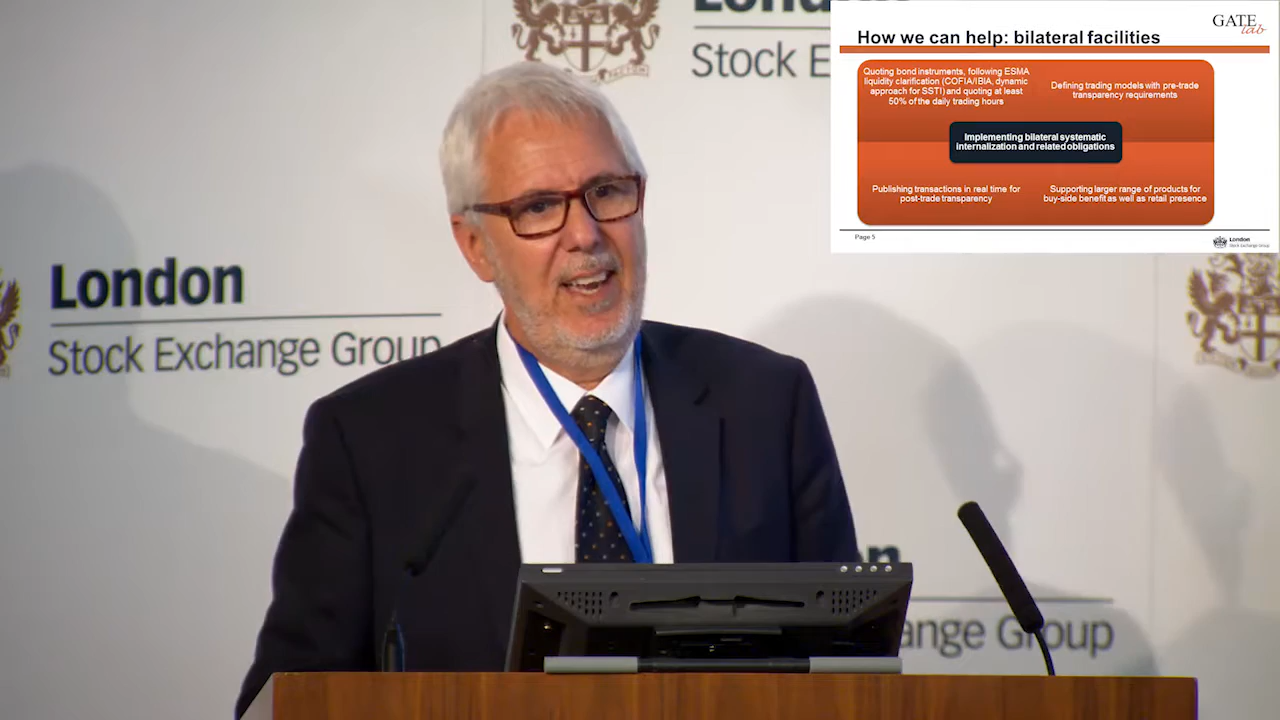 London
Stock E
GATE
lab
How we can help: bilateral facilities
Quoting bond instruments, following ESMA
liquidity clarification (COFIA/IBIA, dynamic
approach for SSTI) and quoting at least
50% of the daily trading hours
Defining trading models with pre-trade
transparency requirements
Implementing bilateral systematic
internalization and related obligations
Publishing transactions in real time for
post-trade transparency
Supporting larger range of products for
buy-side benefit as well as retail presence
Page 5
London
Stock Exchange Group
London
Stock Exchange Group
on
ange Group